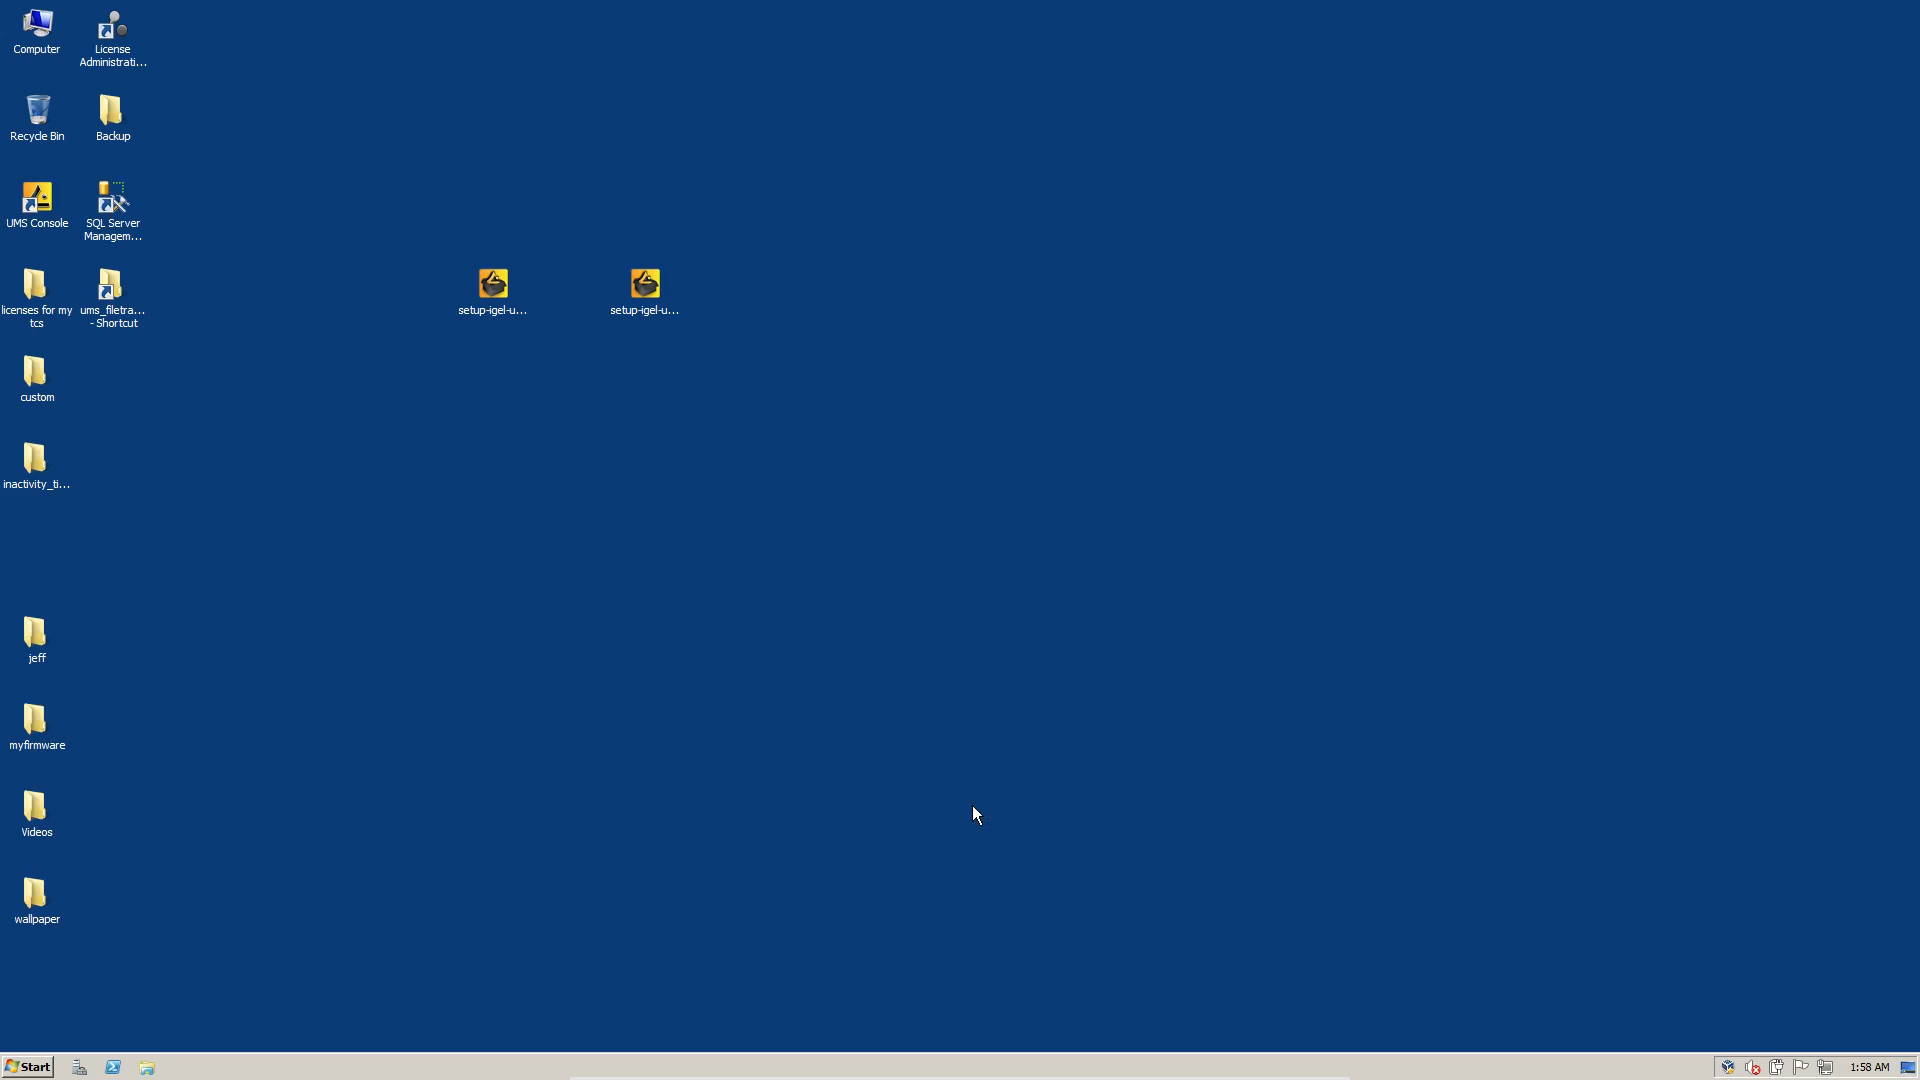 Computer
License
Administrati...
Recycle Bin
Backup
UMS Console
SQL Server
Managem...
licenses for my
tcs
ums_filetra...
- Shortcut
setup-igel-u...
setup-igel-u...
custom
inactivity_ti...
jeff
myfirmware
Videos
wallpaper
Start
1:58 AM